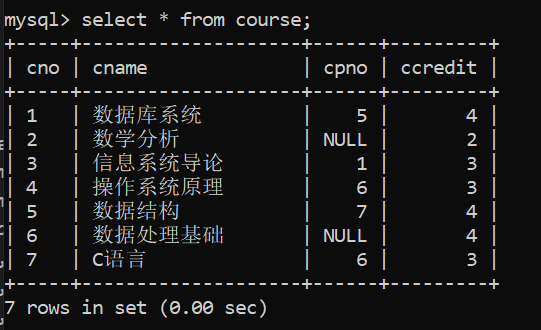 mysql> select * from course;
+-----+--------------------+------+---------+
| cno | cname              | cpno | ccredit |
+-----+--------------------+------+---------+
| 1   | 数据库系统         |    5 |       4 |
| 2   | 数学分析           | NULL |       2 |
| 3   | 信息系统导论       |    1 |       3 |
| 4   | 操作系统原理       |    6 |       3 |
| 5   | 数据结构           |    7 |       4 |
| 6   | 数据处理基础       | NULL |       4 |
| 7   | C语言              |    6 |       3 |
+-----+--------------------+------+---------+
7 rows in set (0.00 sec)